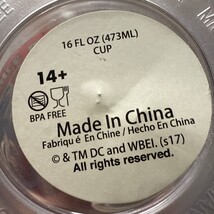 16 FL OZ (473ML)
CUP
14+
BPA FREE
Made In China
Fabriqu é En Chine / Hecho En China
© & TM DC and WBEI. (s17)
All rights reserved.